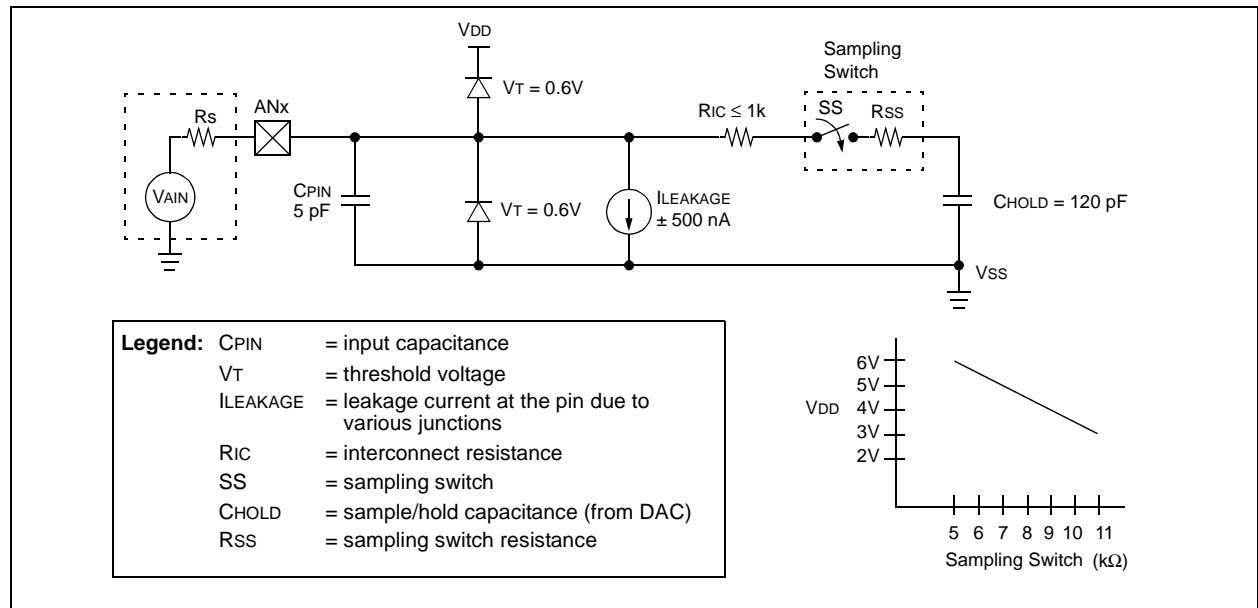 VDD
Sampling
Switch
VT = 0.6V
RS
ANx
RIC ≤ 1k
SS
RSS
VAIN
CPIN
5 pF
VT = 0.6V
ILEAKAGE
± 500 nA
CHOLD = 120 pF
VSS
Legend: CPIN = input capacitance
VT = threshold voltage
ILEAKAGE = leakage current at the pin due to
various junctions
RIC = interconnect resistance
SS = sampling switch
CHOLD = sample/hold capacitance (from DAC)
RSS = sampling switch resistance
6V
5V
VDD 4V
3V
2V
5 6 7 8 9 10 11
Sampling Switch (kΩ)